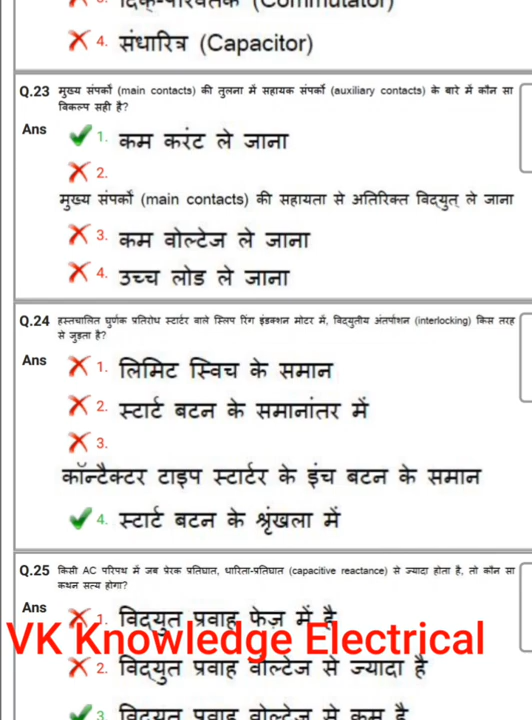 (Commutator)
4. संधारित्र (Capacitor)
Q.23 मुख्य संपर्कों (main contacts) की तुलना में सहायक संपर्कों (auxiliary contacts) के बारे में कौन सा
विकल्प सही है?
Ans 1. कम करंट ले जाना
2.
मुख्य संपर्कों (main contacts) की सहायता से अतिरिक्त विद्युत् ले जाना
3. कम वोल्टेज ले जाना
4. उच्च लोड ले जाना
Q.24 हस्तचालित घुर्णक प्रतिरोध स्टार्टर वाले स्लिप रिंग इंडक्शन मोटर में, विद्युतीय अंतर्पाशन (interlocking) किस तरह
से जुड़ता है?
Ans 1. लिमिट स्विच के समान
2. स्टार्ट बटन के समानांतर में
3.
कॉन्टैक्टर टाइप स्टार्टर के इंच बटन के समान
4. स्टार्ट बटन के श्रृंखला में
Q.25 किसी AC परिपथ में जब प्रेरक प्रतिघात, धारिता-प्रतिघात (capacitive reactance) से ज्यादा होता है, तो कौन सा
कथन सत्य होगा?
Ans 1. विद्युत प्रवाह फेज़ में है
VK Knowledge Electrical
2. विद्युत प्रवाह वोल्टेज से ज्यादा है
3. विद्युत प्रवाह वोल्टेज से कम है